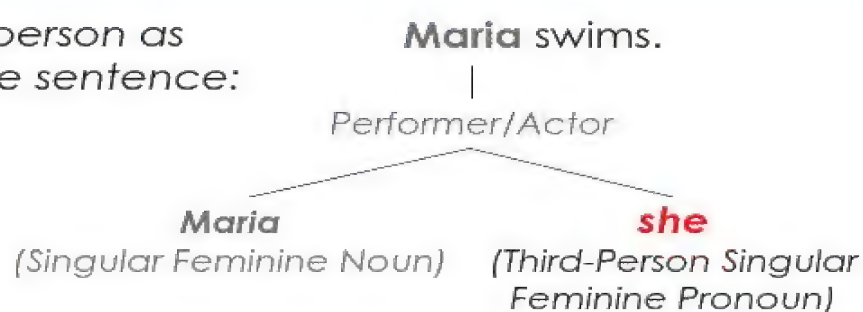 person as
e sentence:
Maria swims.
Performer/Actor
Maria
(Singular Feminine Noun)
she
(Third-Person Singular
Feminine Pronoun)